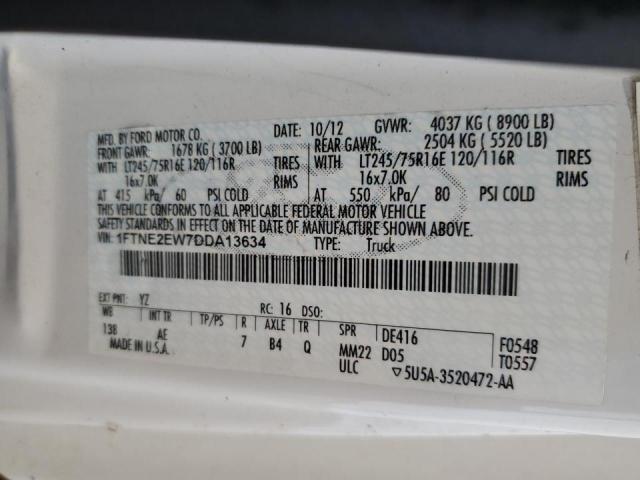 MFD. BY FORD MOTOR CO.
DATE: 10/12 GVWR: 4037 KG ( 8900 LB)
FRONT GAWR: 1678 KG ( 3700 LB) REAR GAWR: 2504 KG ( 5520 LB)
WITH LT245/75R16E 120/116R TIRES WITH LT245/75R16E 120/116R TIRES
16x7.0K RIMS 16x7.0K RIMS
AT 415 kPa/ 60 PSI COLD AT 550 kPa/ 80 PSI COLD
THIS VEHICLE CONFORMS TO ALL APPLICABLE FEDERAL MOTOR VEHICLE
SAFETY STANDARDS IN EFFECT ON THE DATE OF MANUFACTURE SHOWN ABOVE.
VIN: 1FTNE2EW7DDA13634 TYPE: Truck
EXT PNT: YZ RC: 16 DSO:
WB INT TR TP/PS R AXLE TR SPR DE416 F0548
138 AE 7 B4 Q MM22 D05 T0557
MADE IN U.S.A. ULC ▽5U5A-3520472-AA